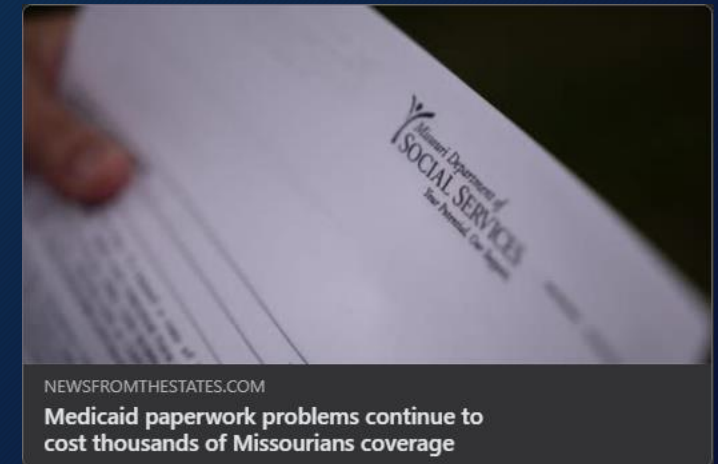 Missouri Department of
SOCIAL SERVICES
Your Potential. Our Support.
NEWSFROMTHESTATES.COM
Medicaid paperwork problems continue to
cost thousands of Missourians coverage